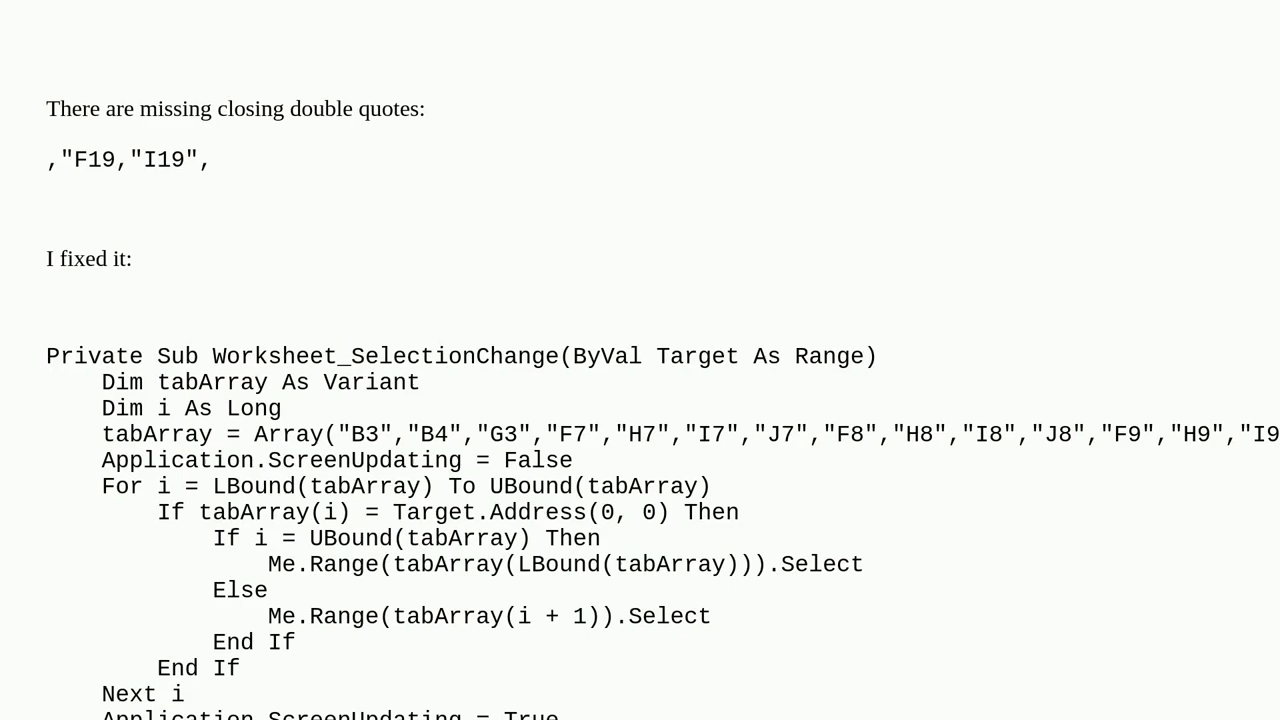 There are missing closing double quotes:
,"F19,"I19",
I fixed it:
Private Sub Worksheet_SelectionChange(ByVal Target As Range)
    Dim tabArray As Variant
    Dim i As Long
    tabArray = Array("B3","B4","G3","F7","H7","I7","J7","F8","H8","I8","J8","F9","H9","I9
    Application.ScreenUpdating = False
    For i = LBound(tabArray) To UBound(tabArray)
        If tabArray(i) = Target.Address(0, 0) Then
            If i = UBound(tabArray) Then
                Me.Range(tabArray(LBound(tabArray))).Select
            Else
                Me.Range(tabArray(i + 1)).Select
            End If
        End If
    Next i
    Application.ScreenUpdating = True